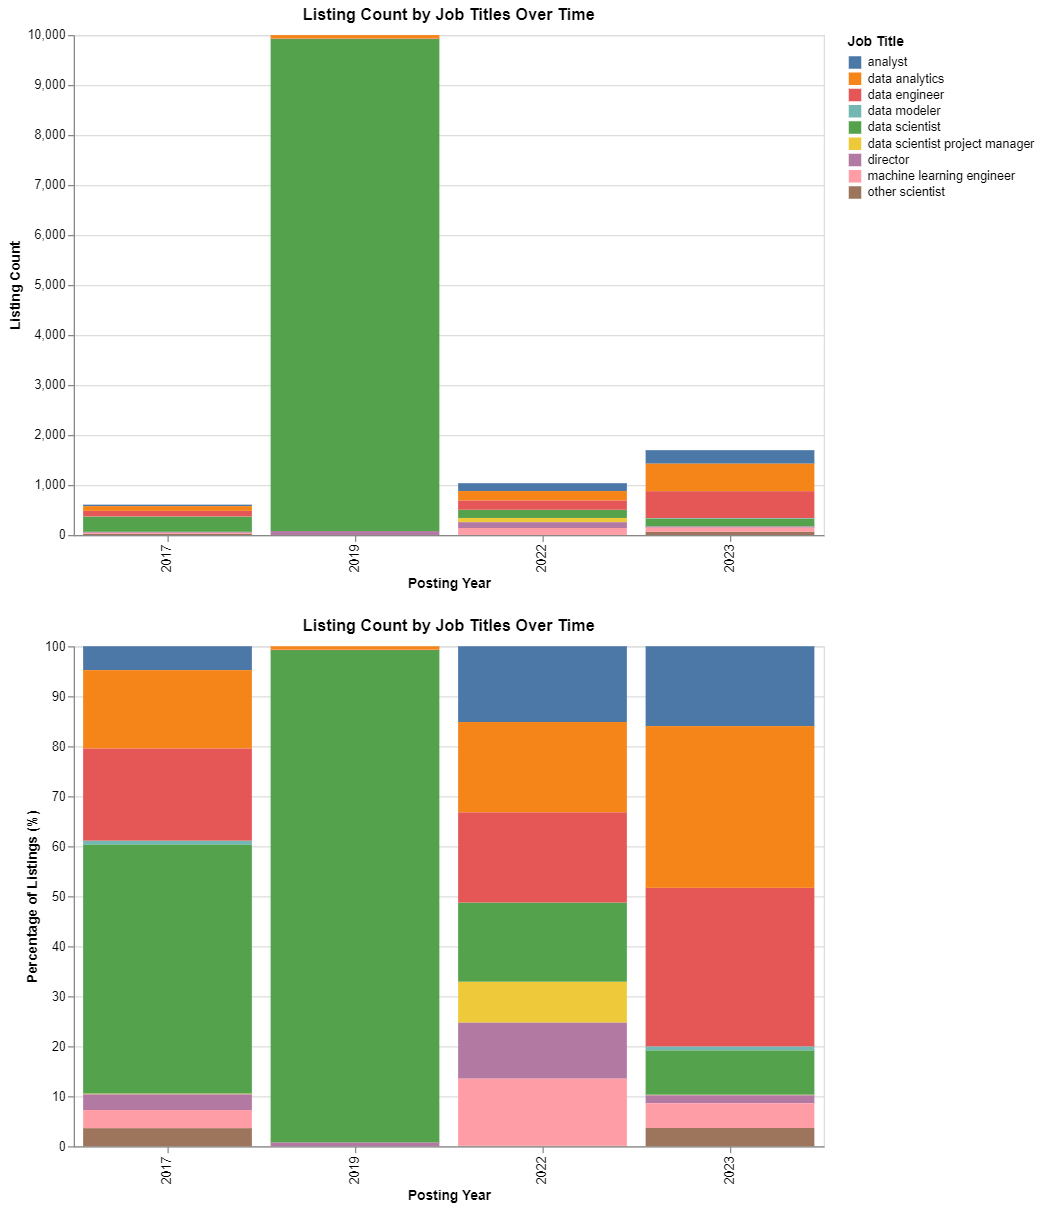 Listing Count by Job Titles Over Time
Job Title
analyst
data analytics
data engineer
data modeler
data scientist
data scientist project manager
director
machine learning engineer
other scientist
Listing Count
10,000
9,000
8,000
7,000
6,000
5,000
4,000
3,000
2,000
1,000
0
2017
2019
2022
2023
Posting Year
Listing Count by Job Titles Over Time
Percentage of Listings (%)
100
90
80
70
60
50
40
30
20
10
0
2017
2019
2022
2023
Posting Year